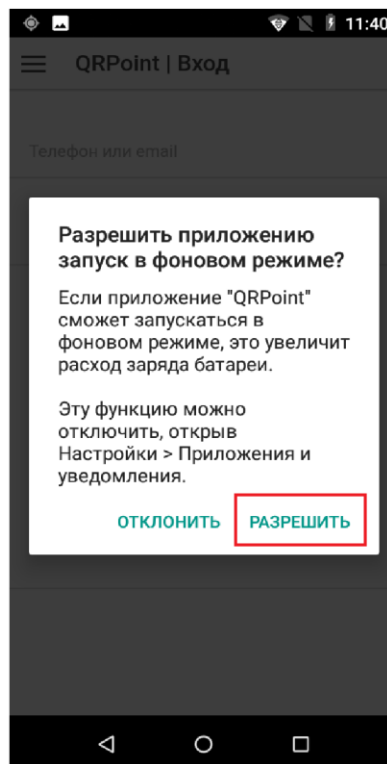 11:40
QRPoint | Вход
Телефон или email
Разрешить приложению
запуск в фоновом режиме?
Если приложение "QRPoint"
сможет запускаться в
фоновом режиме, это увеличит
расход заряда батареи.
Эту функцию можно
отключить, открыв
Настройки > Приложения и
уведомления.
ОТКЛОНИТЬ РАЗРЕШИТЬ